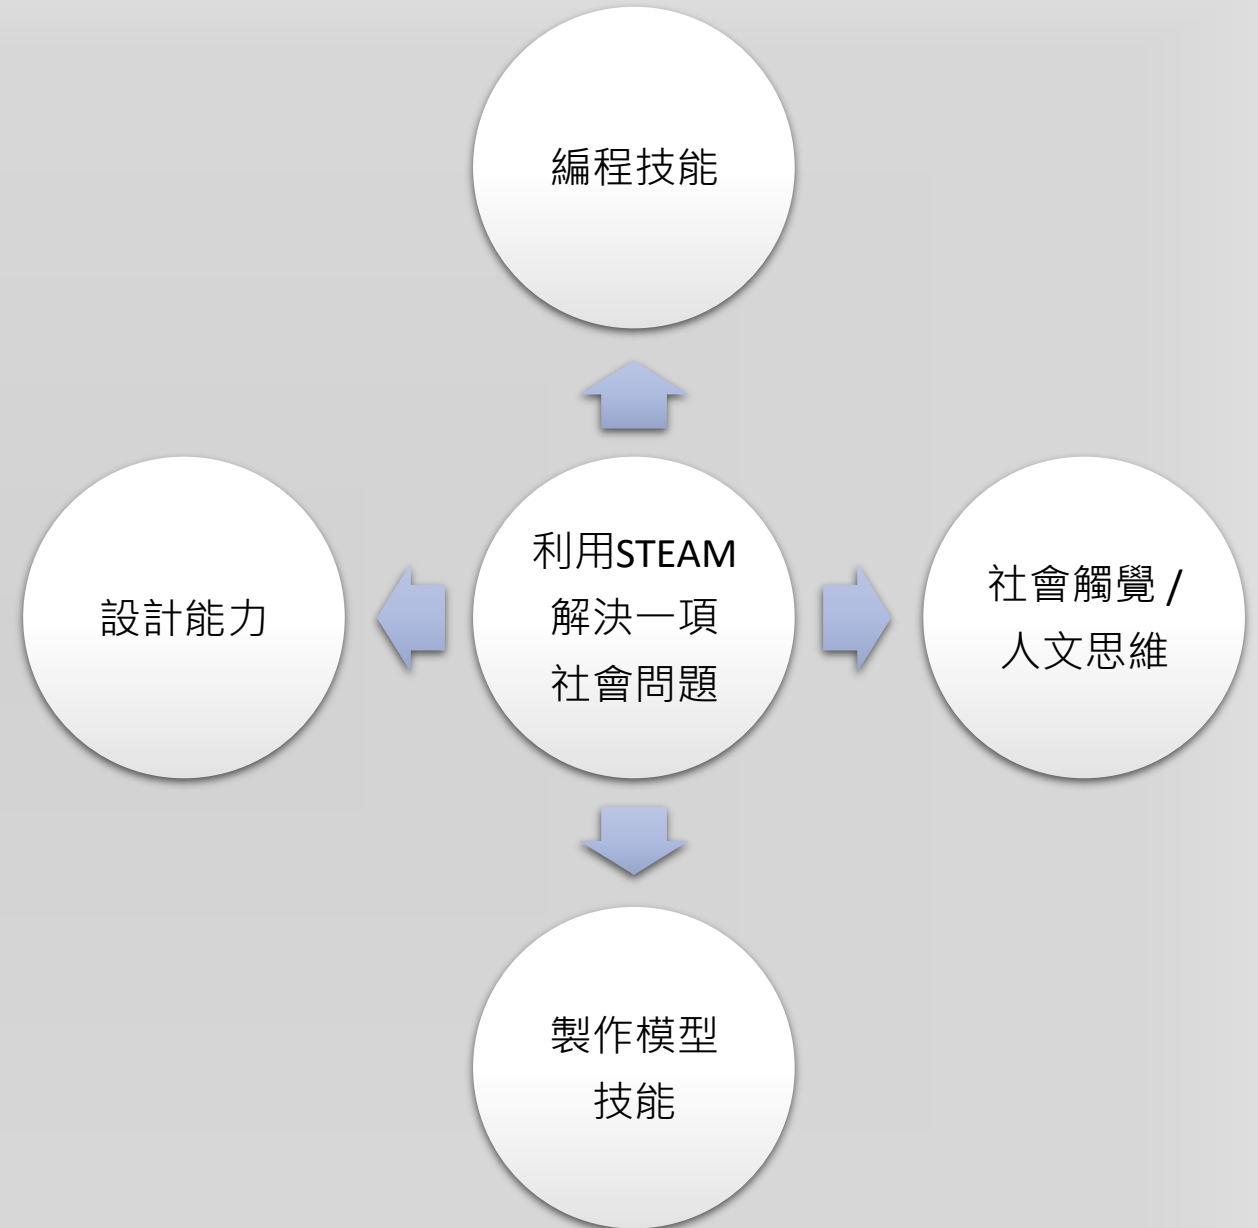 編程技能
設計能力
利用STEAM
解決一項
社會問題
社會觸覺 /
人文思維
製作模型
技能